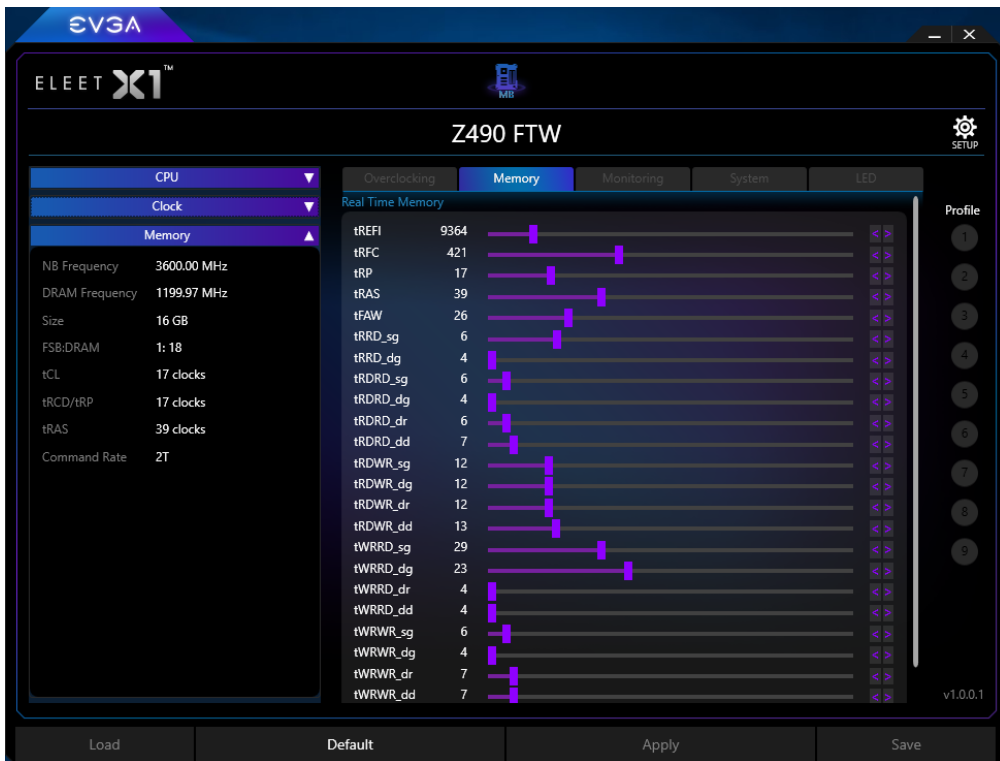 EVGA
ELEET X1™
MB
Z490 FTW
SETUP
CPU
Clock
Memory
NB Frequency 3600.00 MHz
DRAM Frequency 1199.97 MHz
Size 16 GB
FSB:DRAM 1: 18
tCL 17 clocks
tRCD/tRP 17 clocks
tRAS 39 clocks
Command Rate 2T
Overclocking Memory Monitoring System LED
Real Time Memory
tREFI 9364 < >
tRFC 421 < >
tRP 17 < >
tRAS 39 < >
tFAW 26 < >
tRRD_sg 6 < >
tRRD_dg 4 < >
tRDRD_sg 6 < >
tRDRD_dg 4 < >
tRDRD_dr 6 < >
tRDRD_dd 7 < >
tRDWR_sg 12 < >
tRDWR_dg 12 < >
tRDWR_dr 12 < >
tRDWR_dd 13 < >
tWRRD_sg 29 < >
tWRRD_dg 23 < >
tWRRD_dr 4 < >
tWRRD_dd 4 < >
tWRWR_sg 6 < >
tWRWR_dg 4 < >
tWRWR_dr 7 < >
tWRWR_dd 7 < >
Profile
1
2
3
4
5
6
7
8
9
v1.0.0.1
Load Default Apply Save